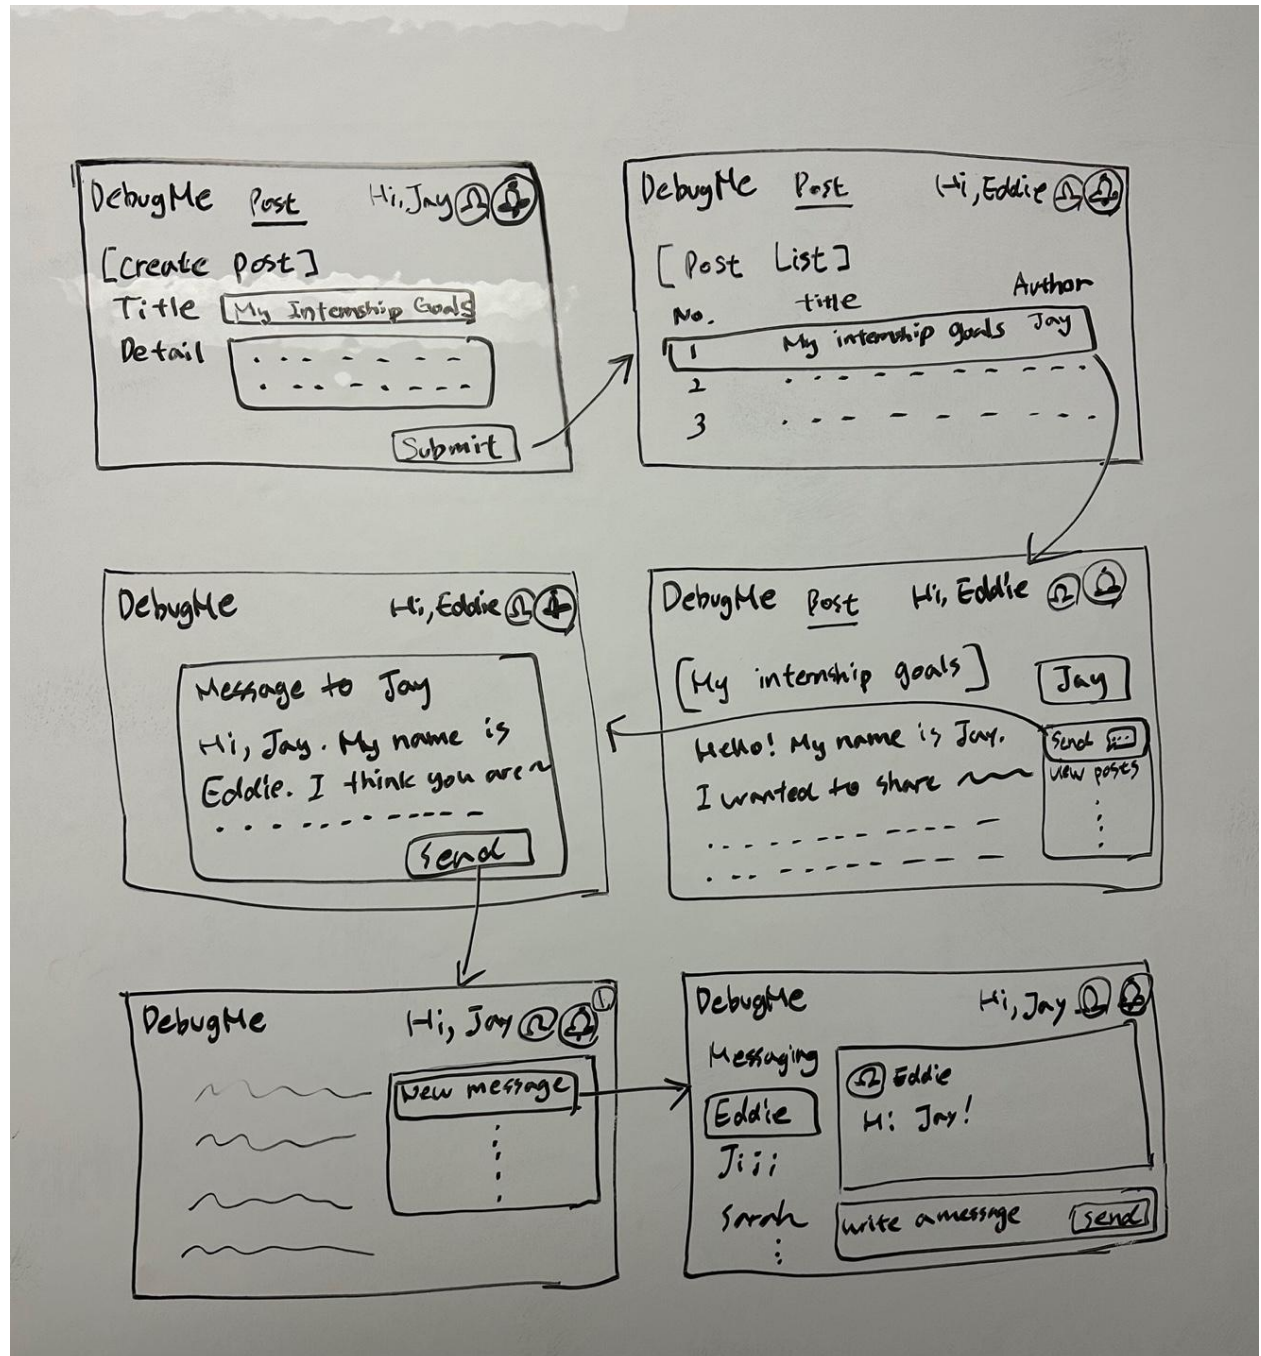 DebugMe Post Hi, Jay
[Create post]
Title My Internship Goals
Detail
Submit
DebugMe Post Hi, Eddie
[Post List]
No. title Author
1 My internship goals Jay
2
3
DebugMe Post Hi, Eddie
[My internship goals] Jay
Hello! My name is Jay.
I wanted to share
Send
view posts
DebugMe Hi, Eddie
Message to Jay
Hi, Jay. My name is
Eddie. I think you are
Send
DebugMe Hi, Jay 1
New message
DebugMe Hi, Jay
Messaging
Eddie
Jiji
Sarah
Eddie
Hi Jay!
write a message send